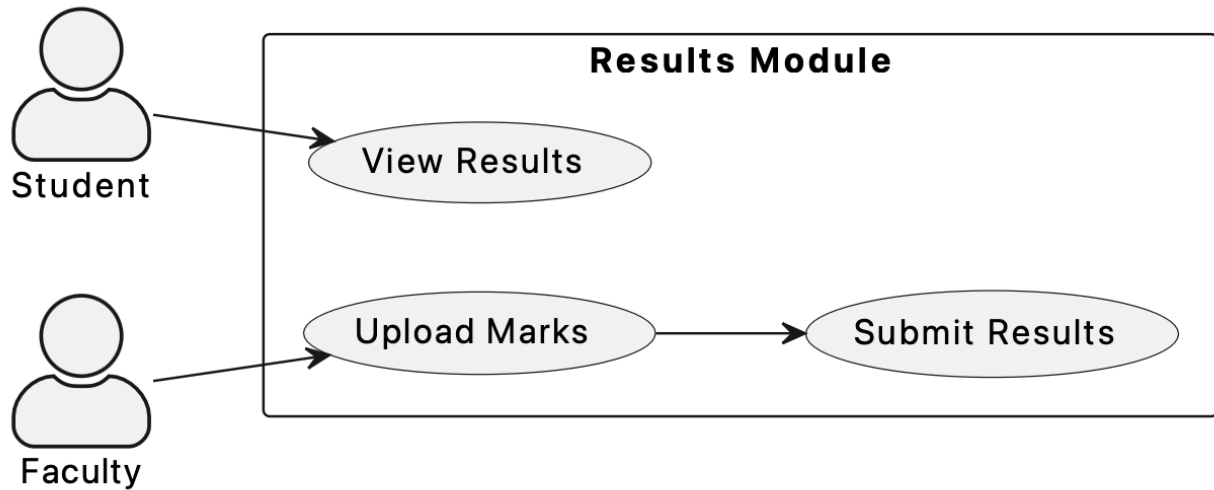 Results Module
View Results
Student
Upload Marks
Submit Results
Faculty